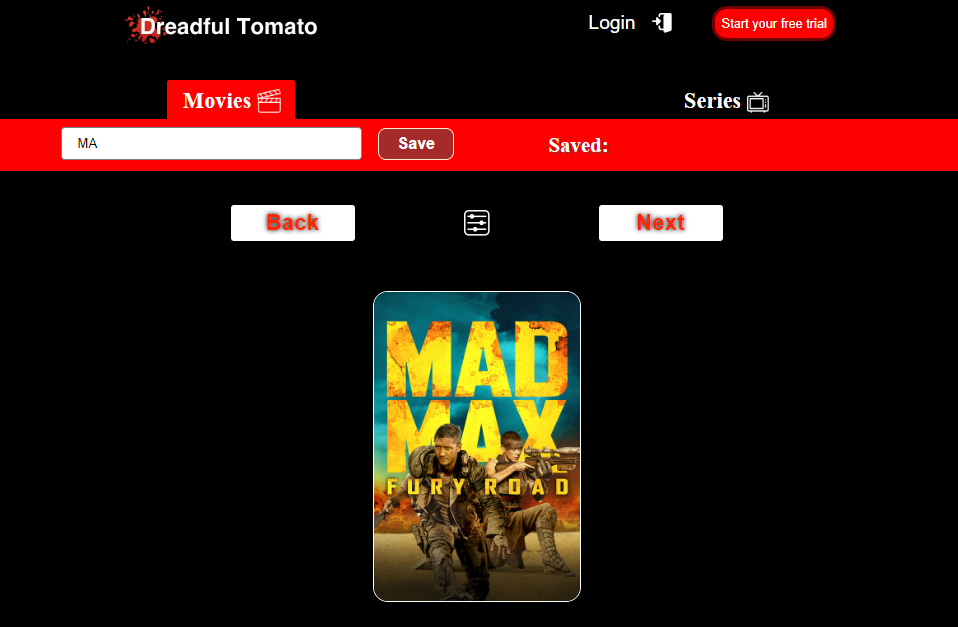 Dreadful Tomato
Login
Start your free trial
Movies
Series
MA
Save
Saved:
Back
Next
MAD
MAX
FURY ROAD